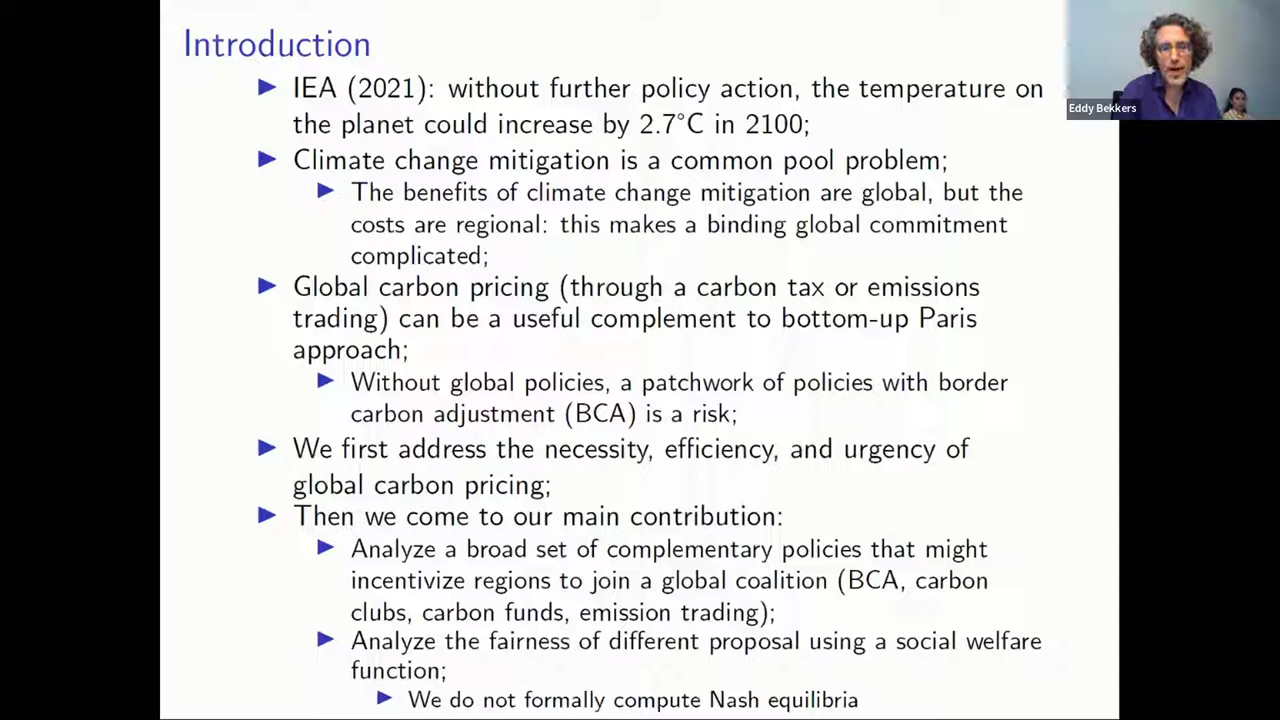 Introduction
IEA (2021): without further policy action, the temperature on
the planet could increase by 2.7°C in 2100;
Climate change mitigation is a common pool problem;
The benefits of climate change mitigation are global, but the
costs are regional: this makes a binding global commitment
complicated;
Global carbon pricing (through a carbon tax or emissions
trading) can be a useful complement to bottom-up Paris
approach;
Without global policies, a patchwork of policies with border
carbon adjustment (BCA) is a risk;
We first address the necessity, efficiency, and urgency of
global carbon pricing;
Then we come to our main contribution:
Analyze a broad set of complementary policies that might
incentivize regions to join a global coalition (BCA, carbon
clubs, carbon funds, emission trading);
Analyze the fairness of different proposal using a social welfare
function;
We do not formally compute Nash equilibria
Eddy Bekkers